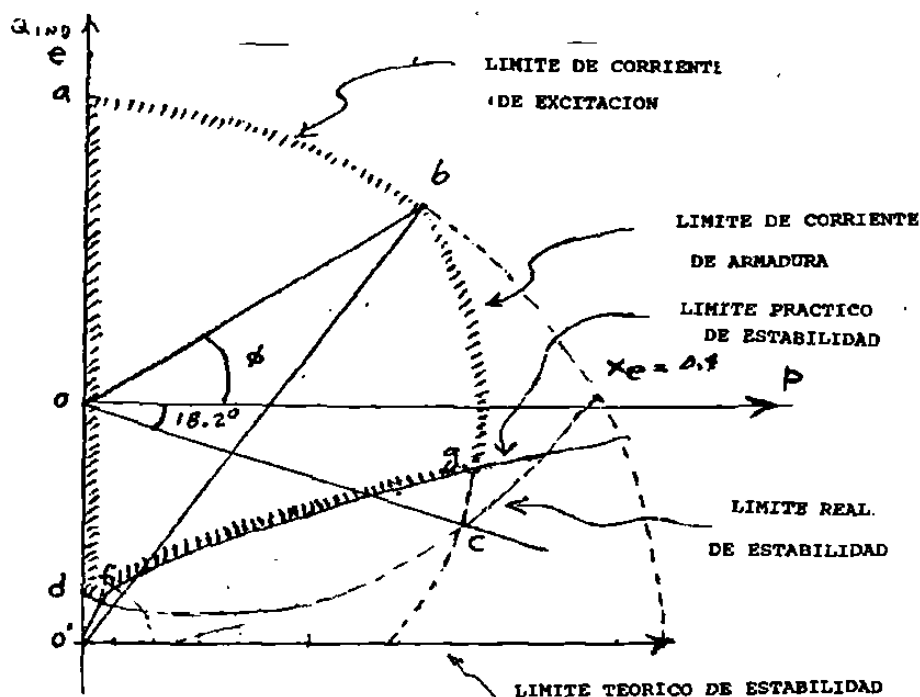 Q IND
e
a
LIMITE DE CORRIENTE
DE EXCITACION
b
LIMITE DE CORRIENTE
DE ARMADURA
LIMITE PRACTICO
DE ESTABILIDAD
ø
Xe = 0.4
P
o
18.2°
g
c
LIMITE REAL
DE ESTABILIDAD
f
d
o'
LIMITE TEORICO DE ESTABILIDAD